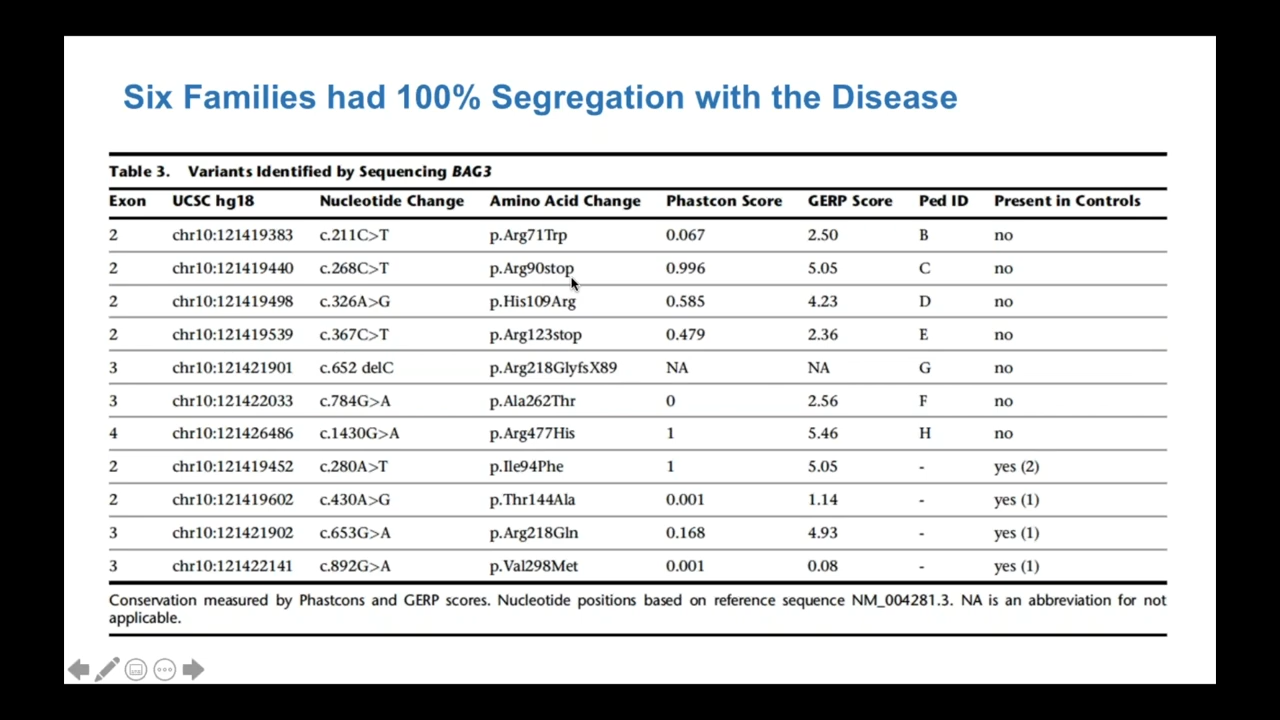 Six Families had 100% Segregation with the Disease
Table 3. Variants Identified by Sequencing BAG3
Exon UCSC hg18 Nucleotide Change Amino Acid Change Phastcon Score GERP Score Ped ID Present in Controls
2 chr10:121419383 c.211C>T p.Arg71Trp 0.067 2.50 B no
2 chr10:121419440 c.268C>T p.Arg90stop 0.996 5.05 C no
2 chr10:121419498 c.326A>G p.His109Arg 0.585 4.23 D no
2 chr10:121419539 c.367C>T p.Arg123stop 0.479 2.36 E no
3 chr10:121421901 c.652 delC p.Arg218GlyfsX89 NA NA G no
3 chr10:121422033 c.784G>A p.Ala262Thr 0 2.56 F no
4 chr10:121426486 c.1430G>A p.Arg477His 1 5.46 H no
2 chr10:121419452 c.280A>T p.Ile94Phe 1 5.05 - yes (2)
2 chr10:121419602 c.430A>G p.Thr144Ala 0.001 1.14 - yes (1)
3 chr10:121421902 c.653G>A p.Arg218Gln 0.168 4.93 - yes (1)
3 chr10:121422141 c.892G>A p.Val298Met 0.001 0.08 - yes (1)
Conservation measured by Phastcons and GERP scores. Nucleotide positions based on reference sequence NM_004281.3. NA is an abbreviation for not
applicable.